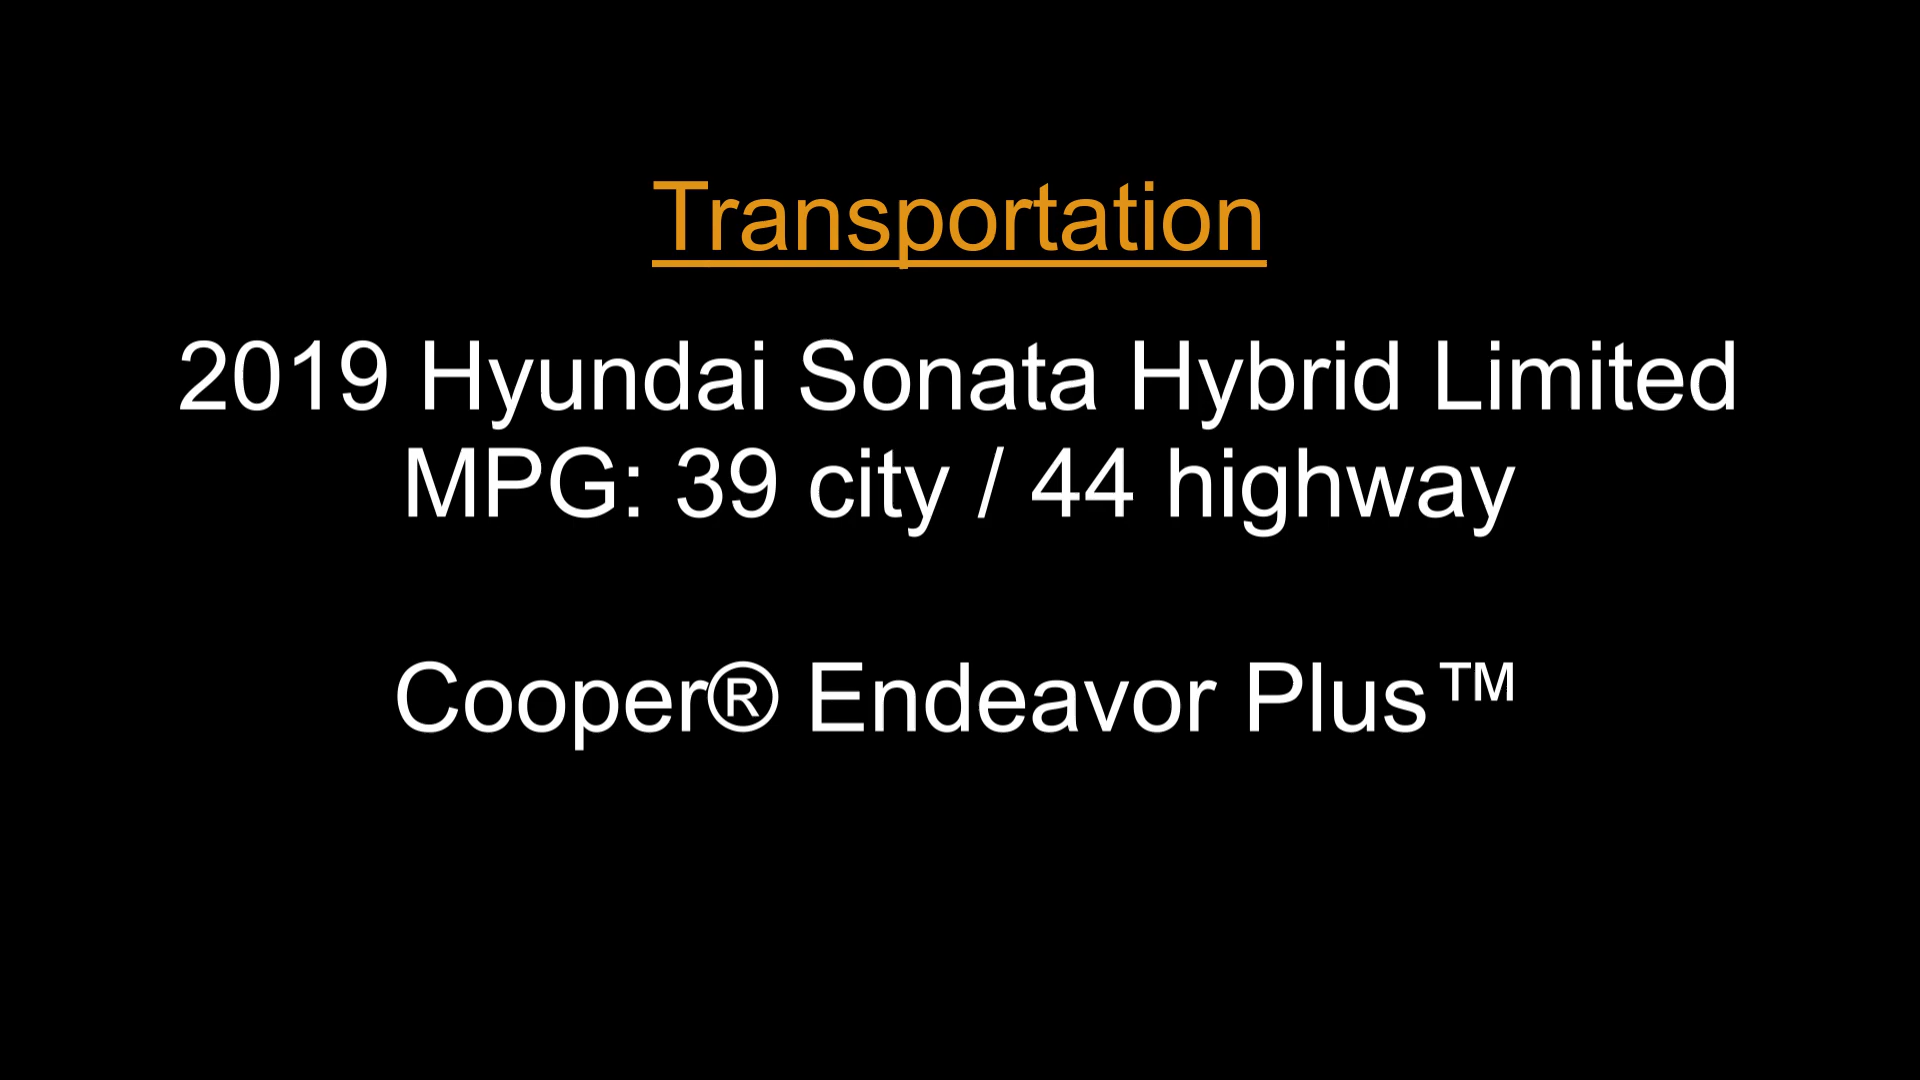 Transportation
2019 Hyundai Sonata Hybrid Limited
MPG: 39 city / 44 highway
Cooper® Endeavor Plus™